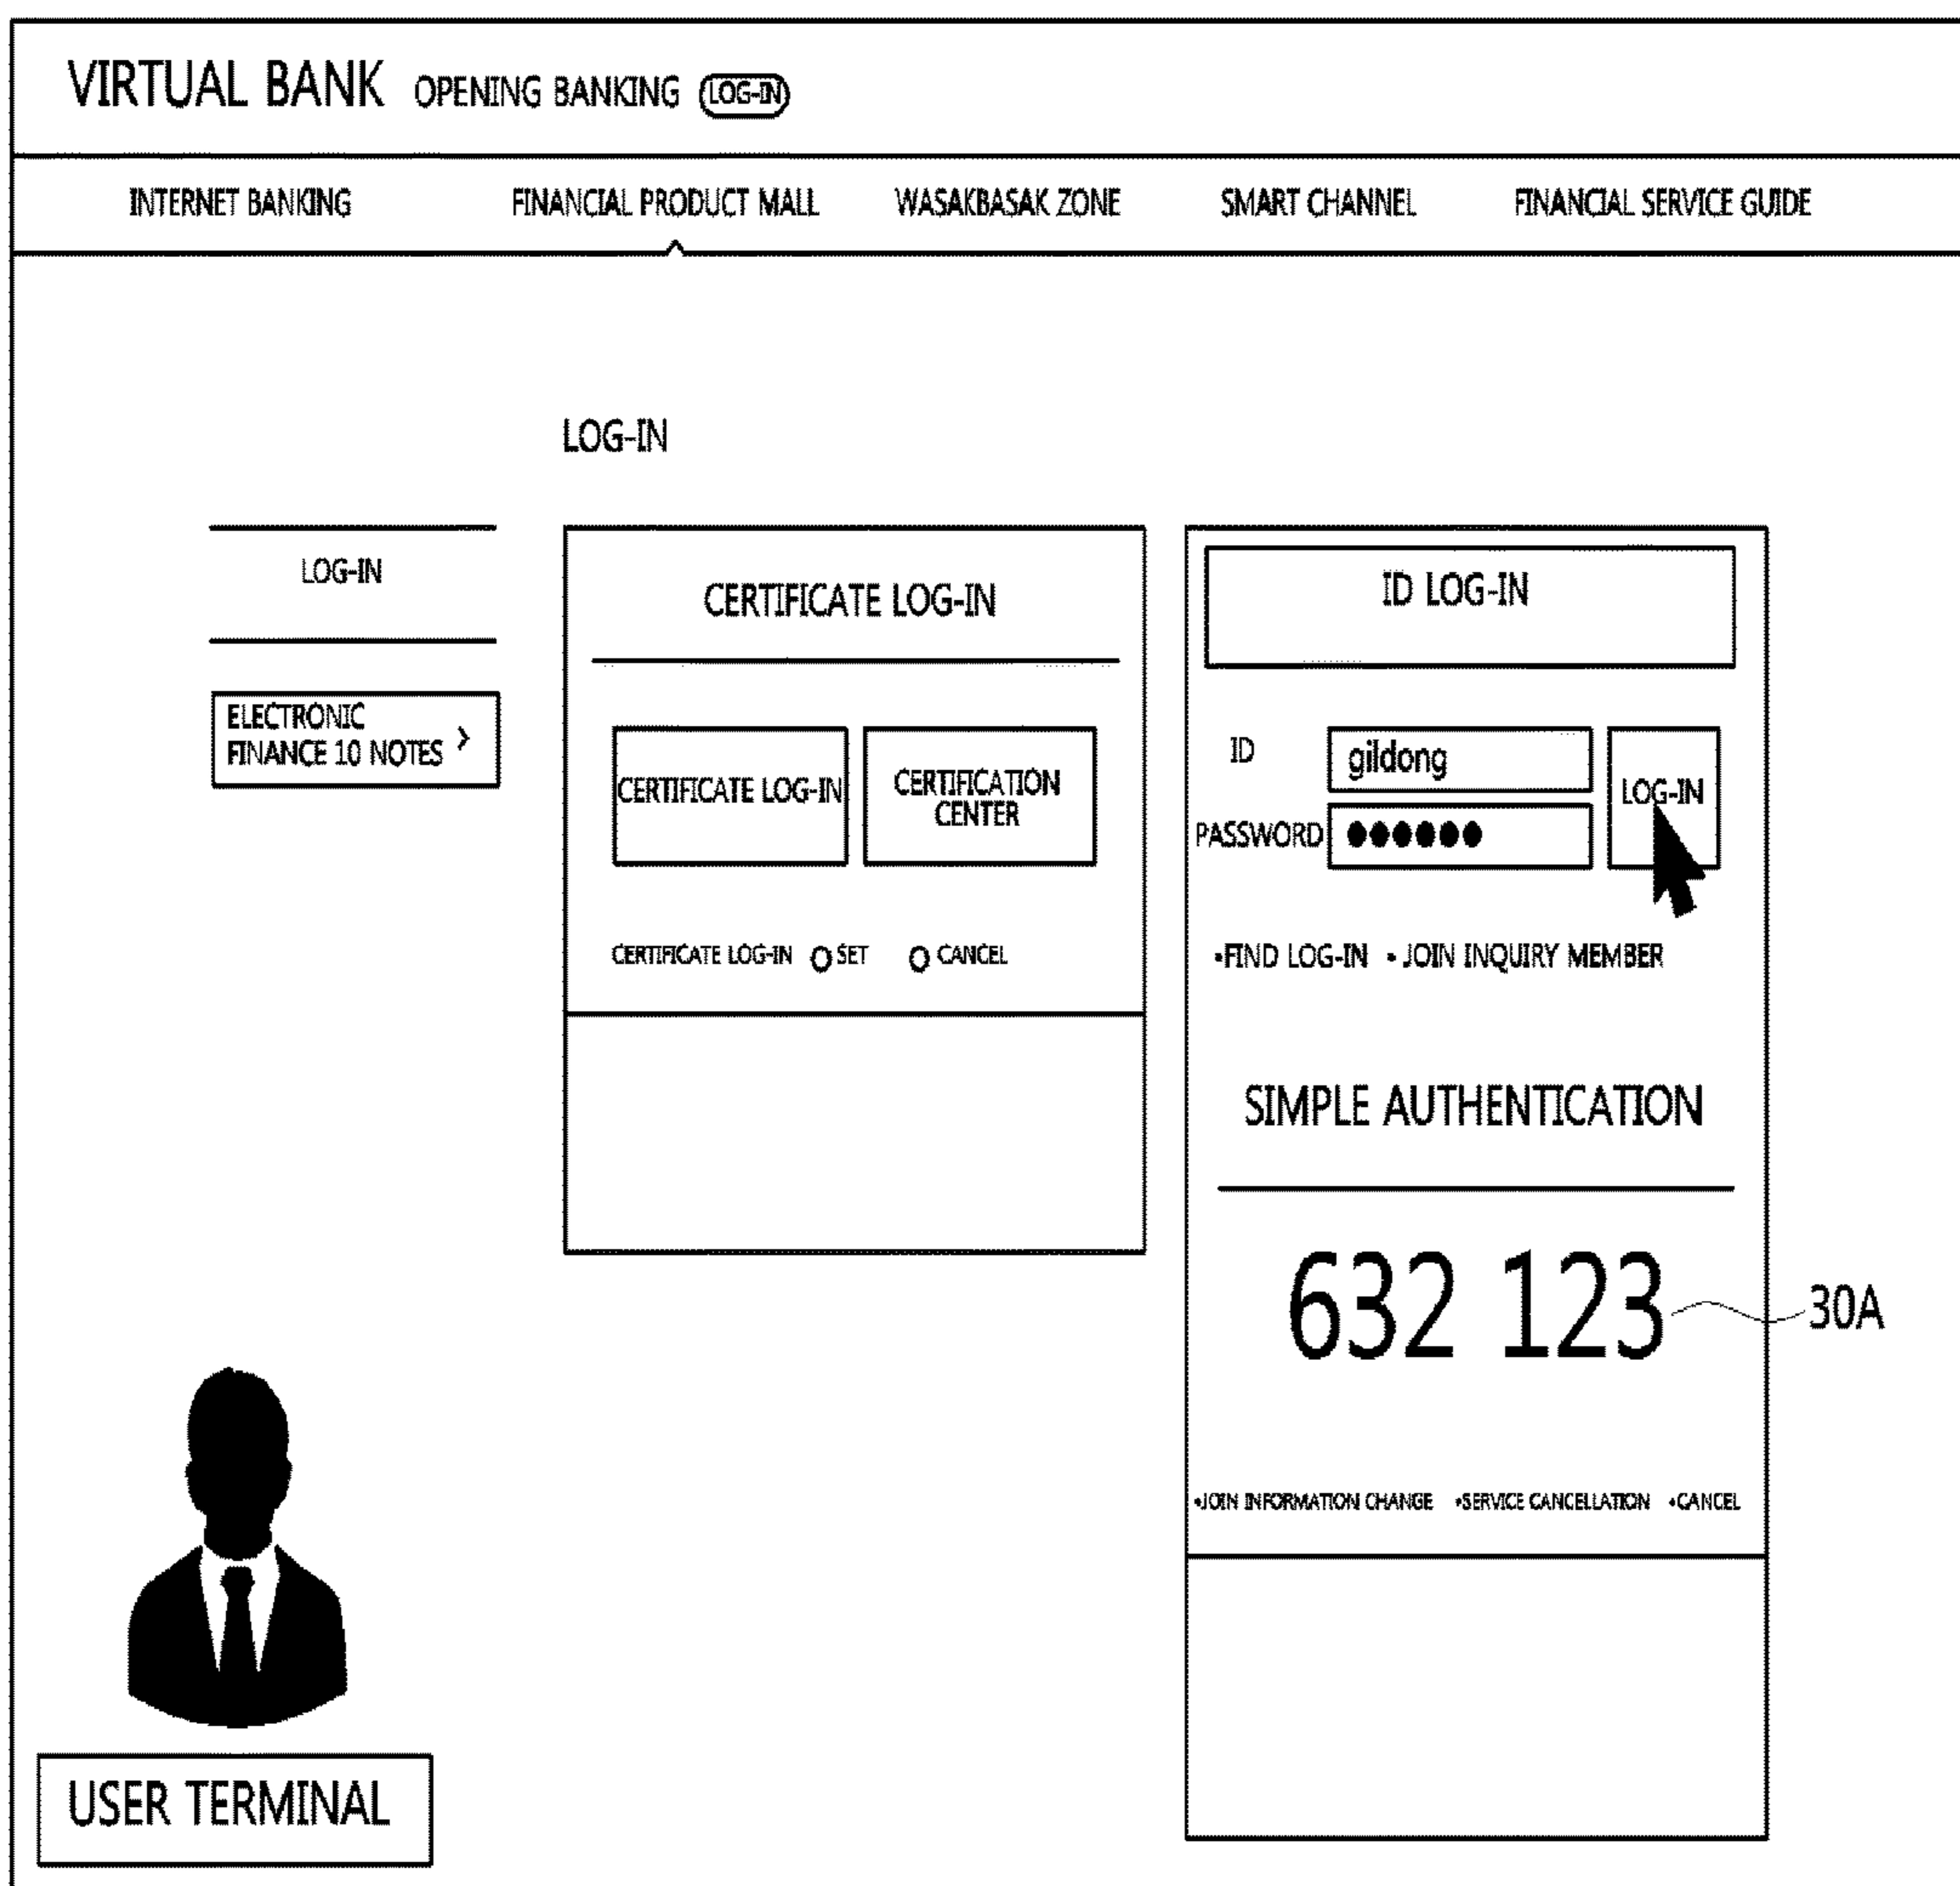 VIRTUAL BANK OPENING BANKING LOG-IN
INTERNET BANKING FINANCIAL PRODUCT MALL WASAKBASAK ZONE SMART CHANNEL FINANCIAL SERVICE GUIDE
LOG-IN
LOG-IN
ELECTRONIC
FINANCE 10 NOTES >
CERTIFICATE LOG-IN
CERTIFICATE LOG-IN
CERTIFICATION
CENTER
CERTIFICATE LOG-IN SET CANCEL
ID LOG-IN
ID gildong
PASSWORD ●●●●●●
LOG-IN
•FIND LOG-IN • JOIN INQUIRY MEMBER
SIMPLE AUTHENTICATION
632 123
30A
•JOIN INFORMATION CHANGE •SERVICE CANCELLATION •CANCEL
USER TERMINAL